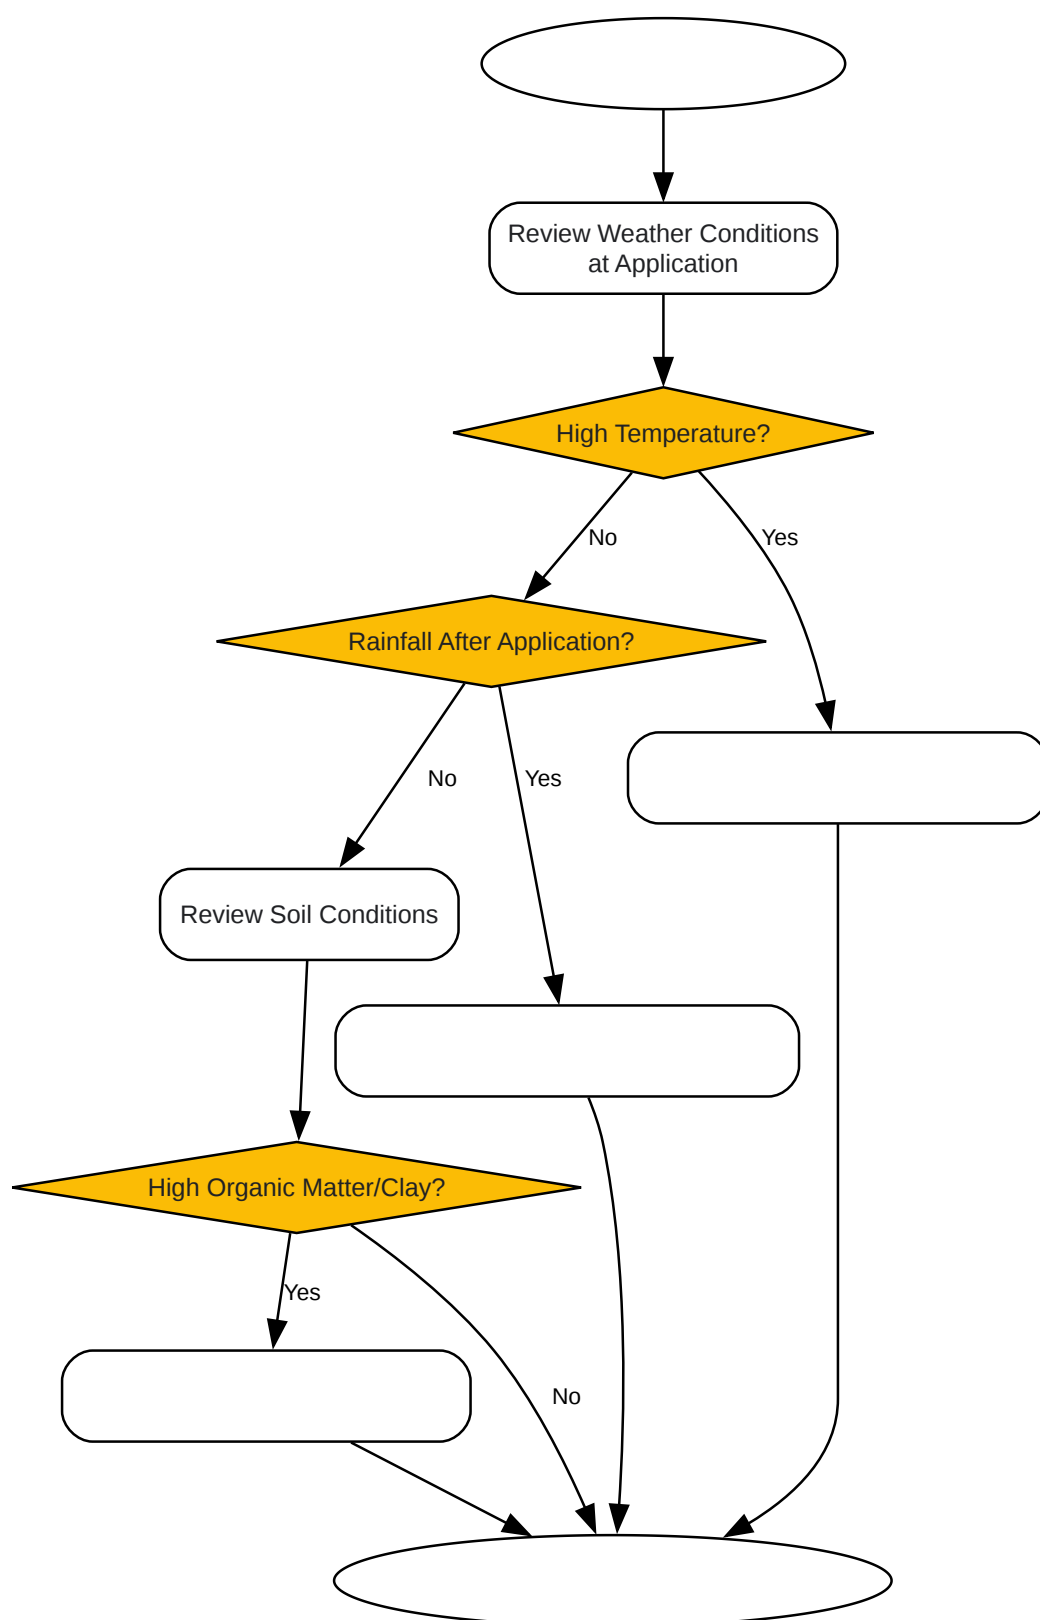 Review Weather Conditions
at Application
High Temperature?
No
Yes
Rainfall After Application?
No
Yes
Review Soil Conditions
High Organic Matter/Clay?
Yes
No